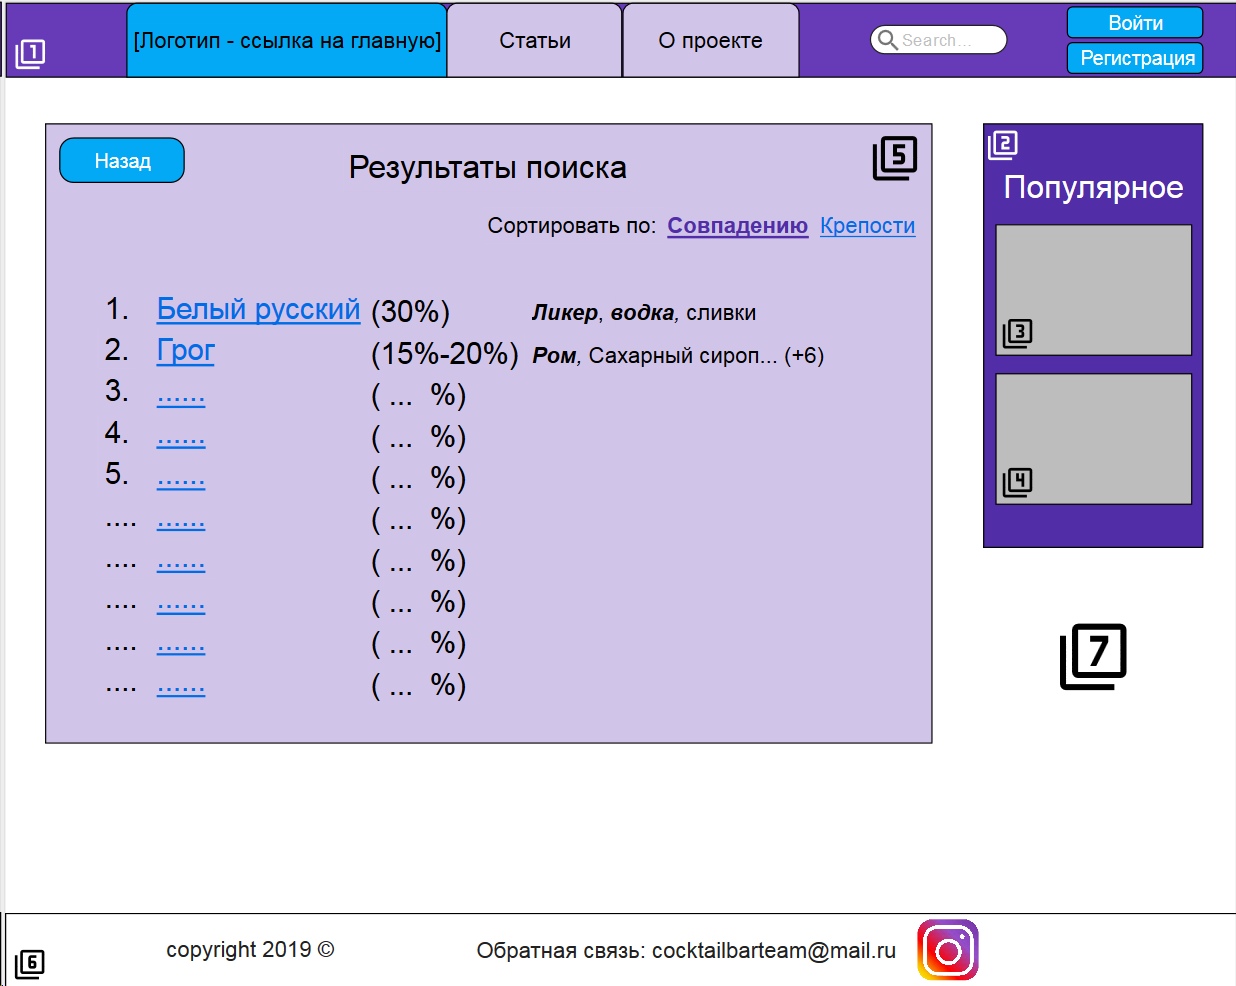 1
[Логотип - ссылка на главную]
Статьи
О проекте
Search...
Войти
Регистрация
Назад
Результаты поиска
5
Сортировать по: Совпадению Крепости
1. Белый русский (30%) Ликер, водка, сливки
2. Грог (15%-20%) Ром, Сахарный сироп... (+6)
3. ...... ( ... %)
4. ...... ( ... %)
5. ...... ( ... %)
.... ...... ( ... %)
.... ...... ( ... %)
.... ...... ( ... %)
.... ...... ( ... %)
.... ...... ( ... %)
2
Популярное
3
4
7
6
copyright 2019 ©
Обратная связь: cocktailbarteam@mail.ru